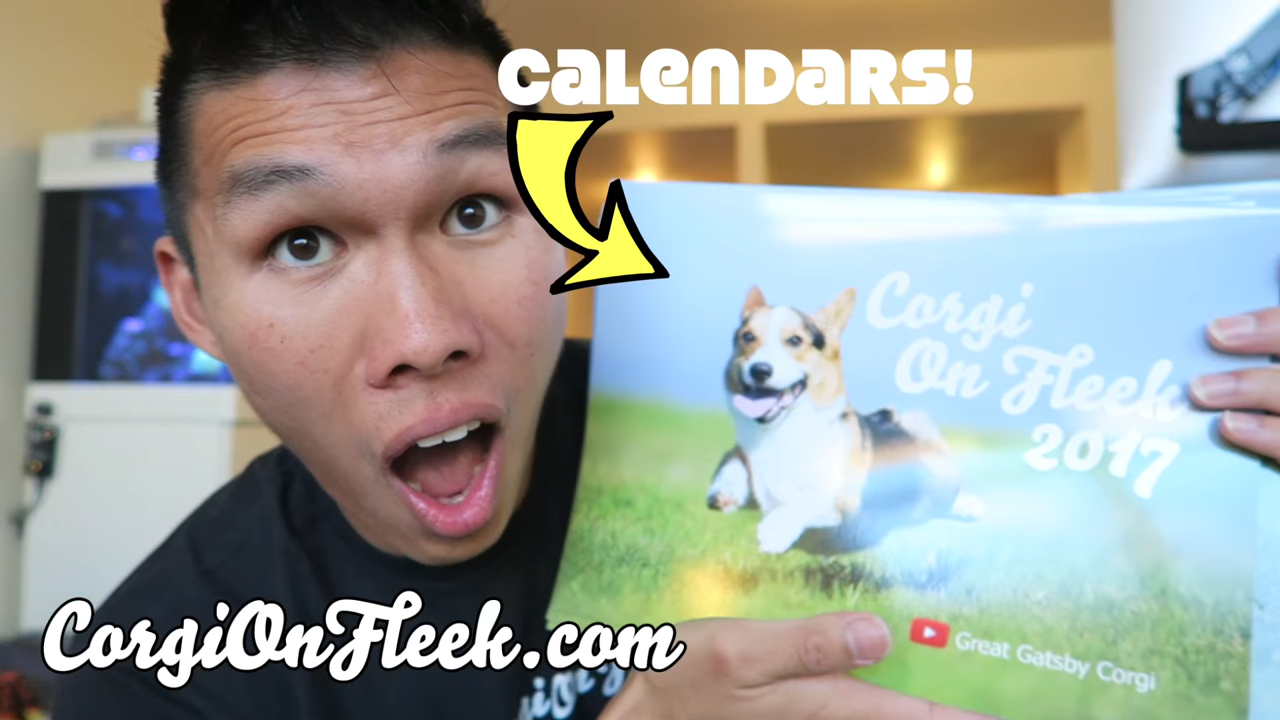 CALENDARS!
Corgi
On Fleek
2017
Great Gatsby Corgi
CorgiOnFleek.com